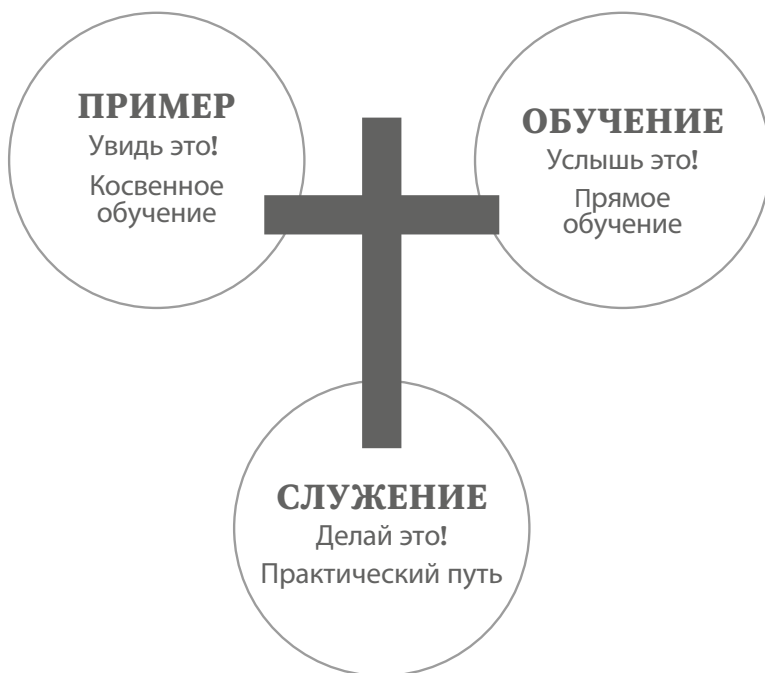 ПРИМЕР
Увидь это!
Косвенное
обучение
ОБУЧЕНИЕ
Услышь это!
Прямое
обучение
СЛУЖЕНИЕ
Делай это!
Практический путь